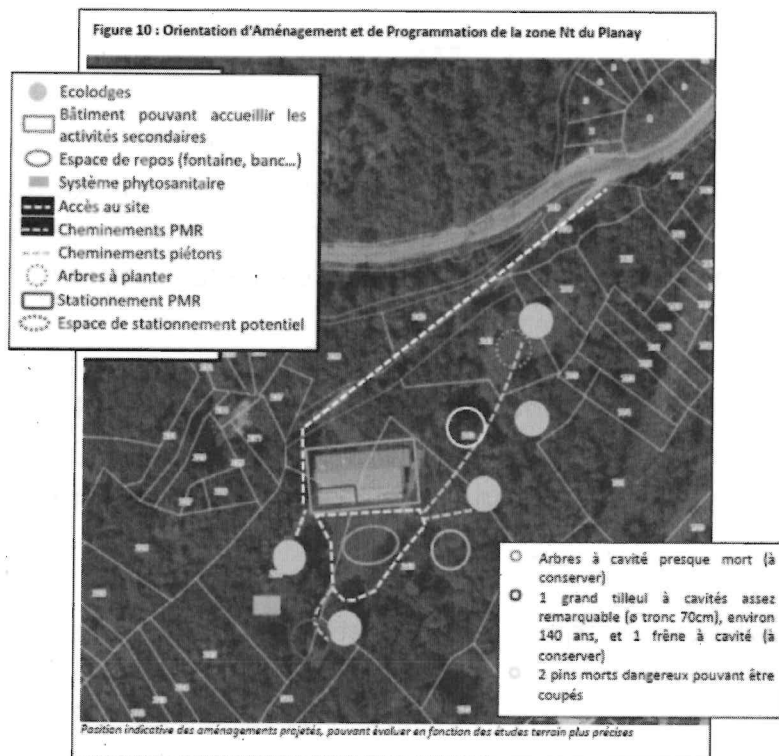 Figure 10 : Orientation d'Aménagement et de Programmation de la zone Nt du Planay
Ecolodges
Bâtiment pouvant accueillir les
activités secondaires
Espace de repos (fontaine, banc...)
Système phytosanitaire
Accès au site
Cheminements PMR
Cheminements piétons
Arbres à planter
Stationnement PMR
Espace de stationnement potentiel
Arbres à cavité presque mort (à
conserver)
1 grand tilleul à cavités assez
remarquable (ø tronc 70cm), environ
140 ans, et 1 frêne à cavité (à
conserver)
2 pins morts dangereux pouvant être
coupés
Position indicative des aménagements projetés, pouvant évaluer en fonction des études terrain plus précises